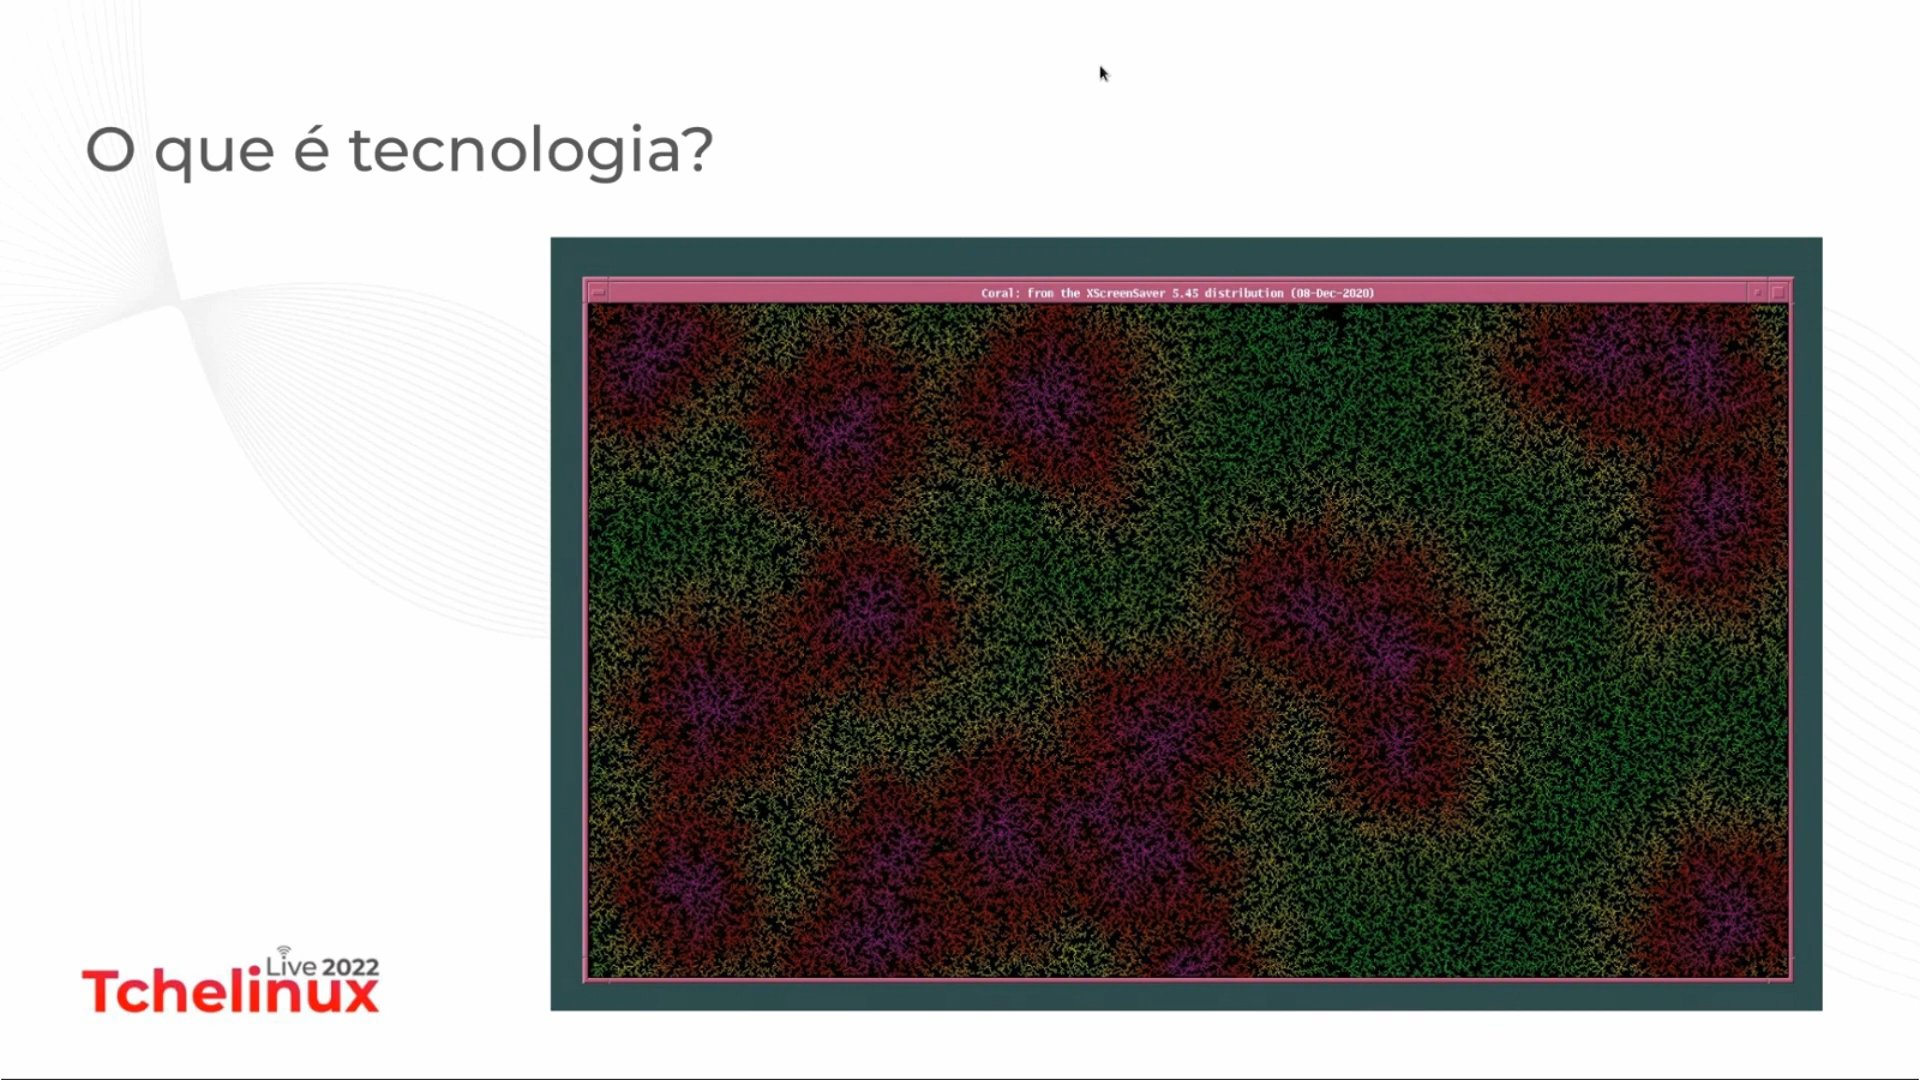 O que é tecnologia?
Coral: from the XScreenSaver 5.45 distribution (08-Dec-2020)
Live 2022
Tchelinux